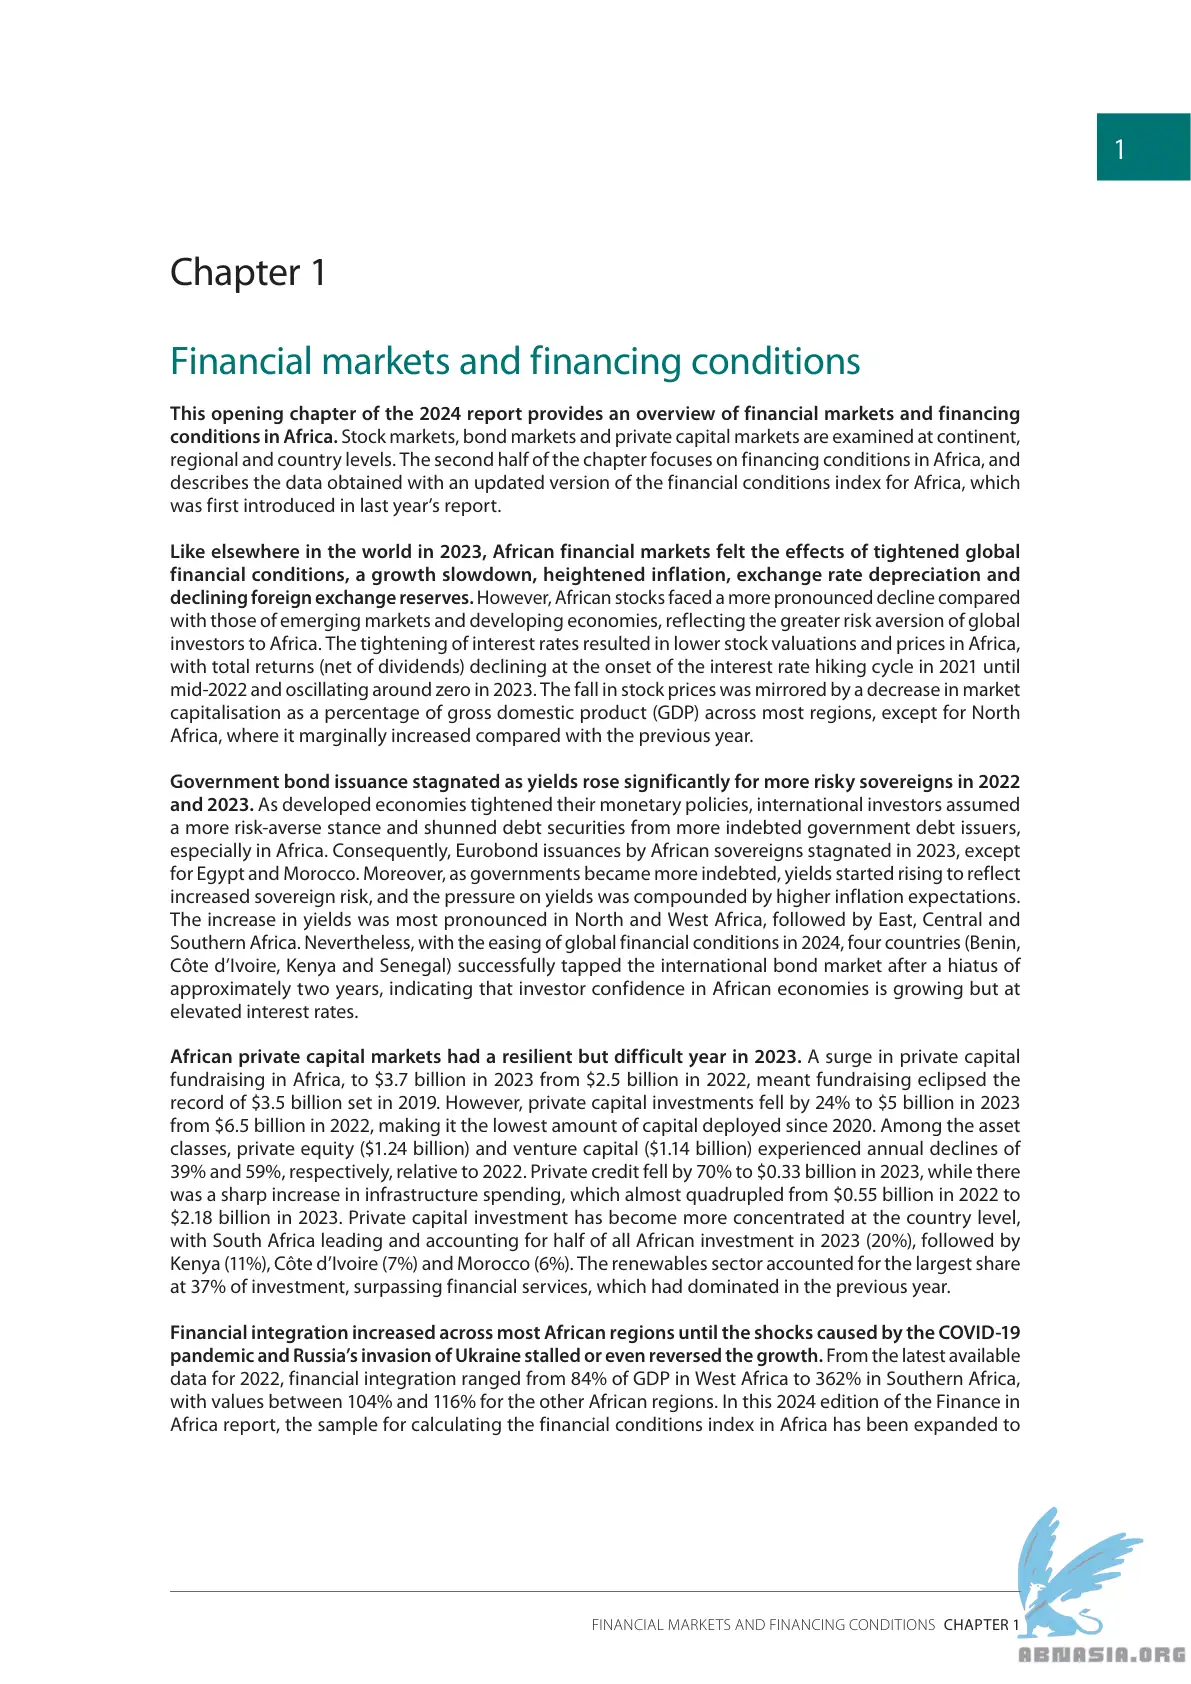 1
Chapter 1
Financial markets and financing conditions
This opening chapter of the 2024 report provides an overview of financial markets and financing
conditions in Africa. Stock markets, bond markets and private capital markets are examined at continent,
regional and country levels. The second half of the chapter focuses on financing conditions in Africa, and
describes the data obtained with an updated version of the financial conditions index for Africa, which
was first introduced in last year’s report.
Like elsewhere in the world in 2023, African financial markets felt the effects of tightened global
financial conditions, a growth slowdown, heightened inflation, exchange rate depreciation and
declining foreign exchange reserves. However, African stocks faced a more pronounced decline compared
with those of emerging markets and developing economies, reflecting the greater risk aversion of global
investors to Africa. The tightening of interest rates resulted in lower stock valuations and prices in Africa,
with total returns (net of dividends) declining at the onset of the interest rate hiking cycle in 2021 until
mid-2022 and oscillating around zero in 2023. The fall in stock prices was mirrored by a decrease in market
capitalisation as a percentage of gross domestic product (GDP) across most regions, except for North
Africa, where it marginally increased compared with the previous year.
Government bond issuance stagnated as yields rose significantly for more risky sovereigns in 2022
and 2023. As developed economies tightened their monetary policies, international investors assumed
a more risk-averse stance and shunned debt securities from more indebted government debt issuers,
especially in Africa. Consequently, Eurobond issuances by African sovereigns stagnated in 2023, except
for Egypt and Morocco. Moreover, as governments became more indebted, yields started rising to reflect
increased sovereign risk, and the pressure on yields was compounded by higher inflation expectations.
The increase in yields was most pronounced in North and West Africa, followed by East, Central and
Southern Africa. Nevertheless, with the easing of global financial conditions in 2024, four countries (Benin,
Côte d’Ivoire, Kenya and Senegal) successfully tapped the international bond market after a hiatus of
approximately two years, indicating that investor confidence in African economies is growing but at
elevated interest rates.
African private capital markets had a resilient but difficult year in 2023. A surge in private capital
fundraising in Africa, to $3.7 billion in 2023 from $2.5 billion in 2022, meant fundraising eclipsed the
record of $3.5 billion set in 2019. However, private capital investments fell by 24% to $5 billion in 2023
from $6.5 billion in 2022, making it the lowest amount of capital deployed since 2020. Among the asset
classes, private equity ($1.24 billion) and venture capital ($1.14 billion) experienced annual declines of
39% and 59%, respectively, relative to 2022. Private credit fell by 70% to $0.33 billion in 2023, while there
was a sharp increase in infrastructure spending, which almost quadrupled from $0.55 billion in 2022 to
$2.18 billion in 2023. Private capital investment has become more concentrated at the country level,
with South Africa leading and accounting for half of all African investment in 2023 (20%), followed by
Kenya (11%), Côte d’Ivoire (7%) and Morocco (6%). The renewables sector accounted for the largest share
at 37% of investment, surpassing financial services, which had dominated in the previous year.
Financial integration increased across most African regions until the shocks caused by the COVID-19
pandemic and Russia’s invasion of Ukraine stalled or even reversed the growth. From the latest available
data for 2022, financial integration ranged from 84% of GDP in West Africa to 362% in Southern Africa,
with values between 104% and 116% for the other African regions. In this 2024 edition of the Finance in
Africa report, the sample for calculating the financial conditions index in Africa has been expanded to
FINANCIAL MARKETS AND FINANCING CONDITIONS CHAPTER 1
ABNASIA.ORG